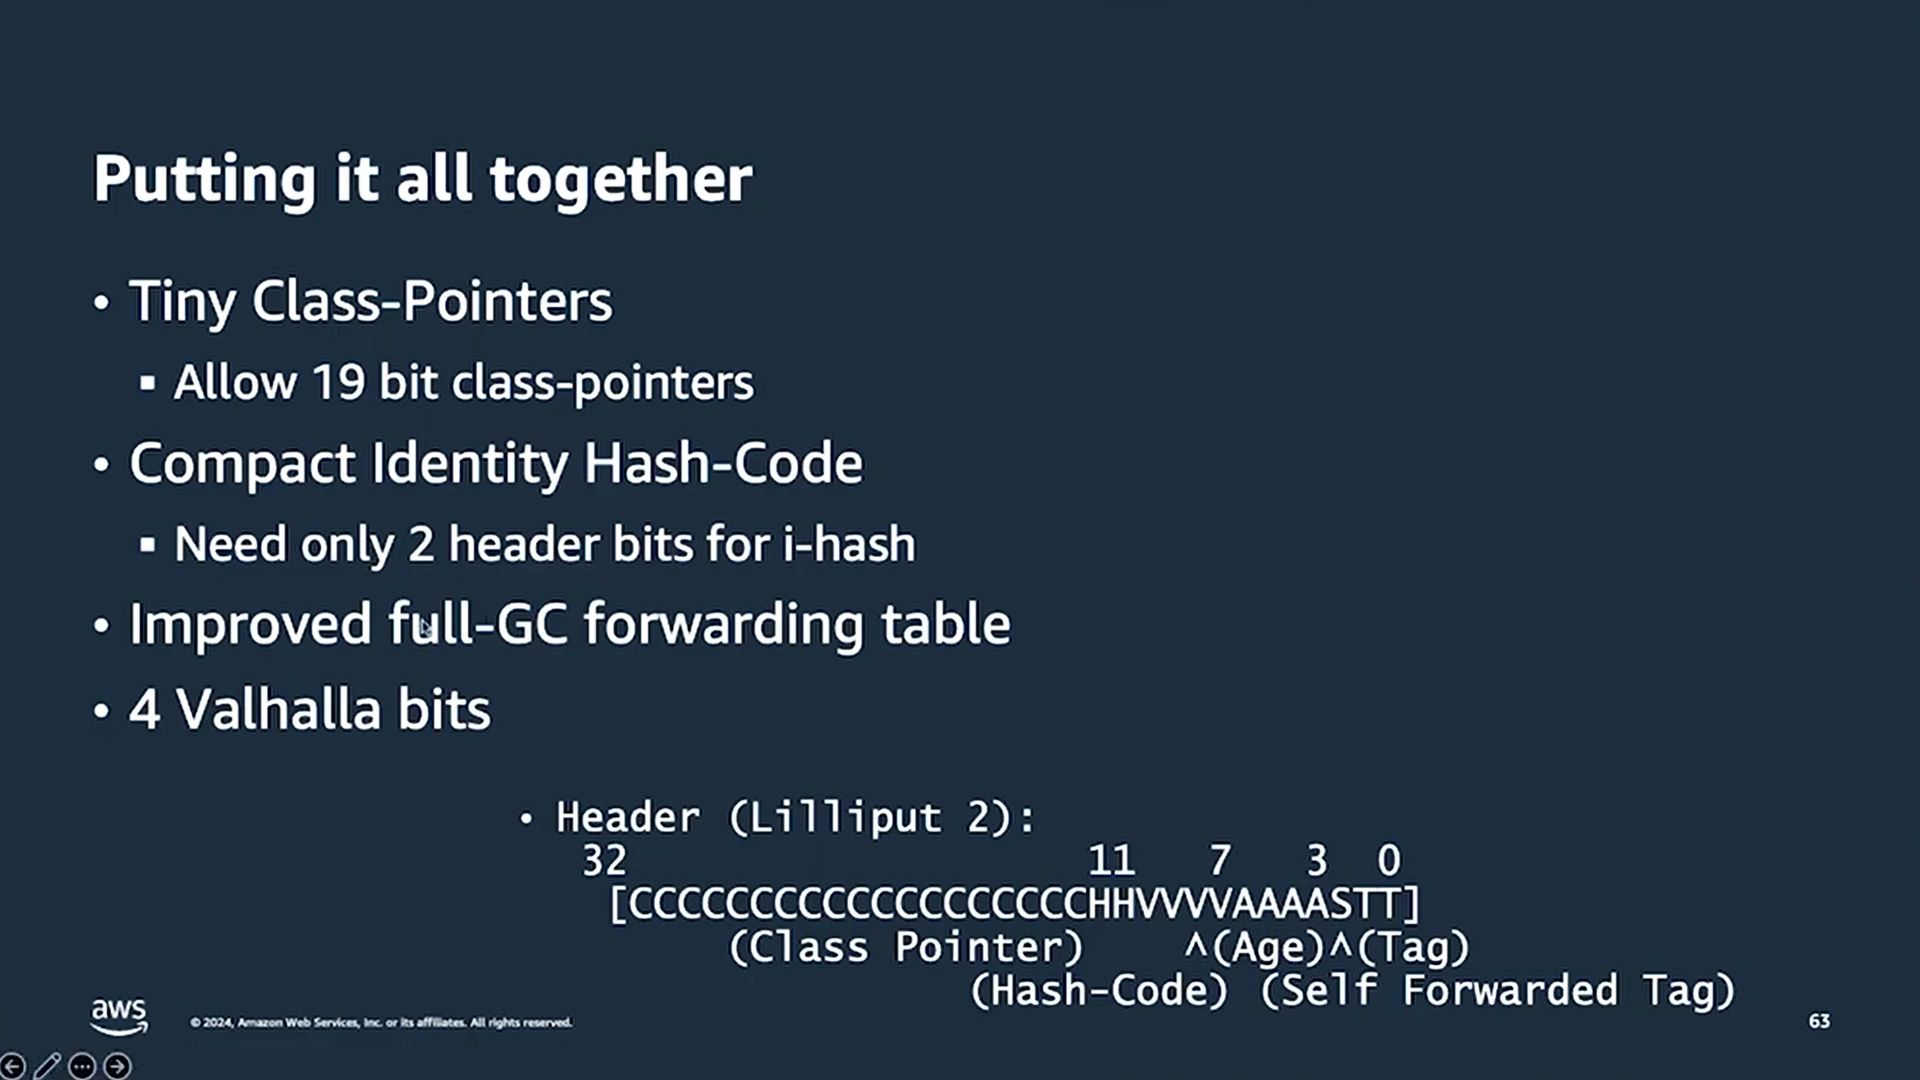 Putting it all together
• Tiny Class-Pointers
▪ Allow 19 bit class-pointers
• Compact Identity Hash-Code
▪ Need only 2 header bits for i-hash
• Improved full-GC forwarding table
• 4 Valhalla bits
• Header (Lilliput 2):
32 11 7 3 0
[CCCCCCCCCCCCCCCCCCCHHVVVVAAAASTT]
(Class Pointer) ^(Age)^(Tag)
(Hash-Code) (Self Forwarded Tag)
aws
© 2024, Amazon Web Services, Inc. or its affiliates. All rights reserved.
63